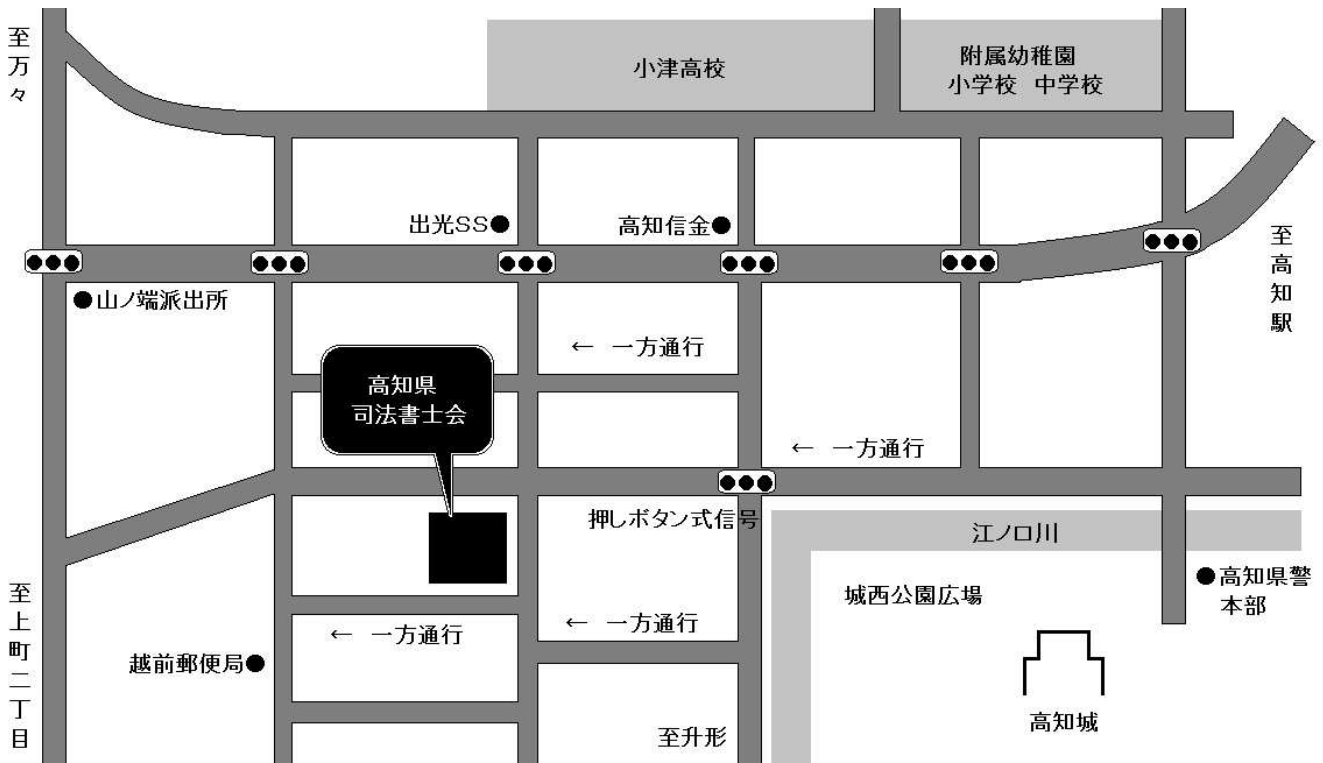 至万々
小津高校
附属幼稚園
小学校 中学校
出光SS●
高知信金●
至高知駅
●山ノ端派出所
← 一方通行
高知県
司法書士会
← 一方通行
押しボタン式信号
江ノ口川
至上町二丁目
城西公園広場
●高知県警
本部
← 一方通行
← 一方通行
越前郵便局●
至升形
高知城